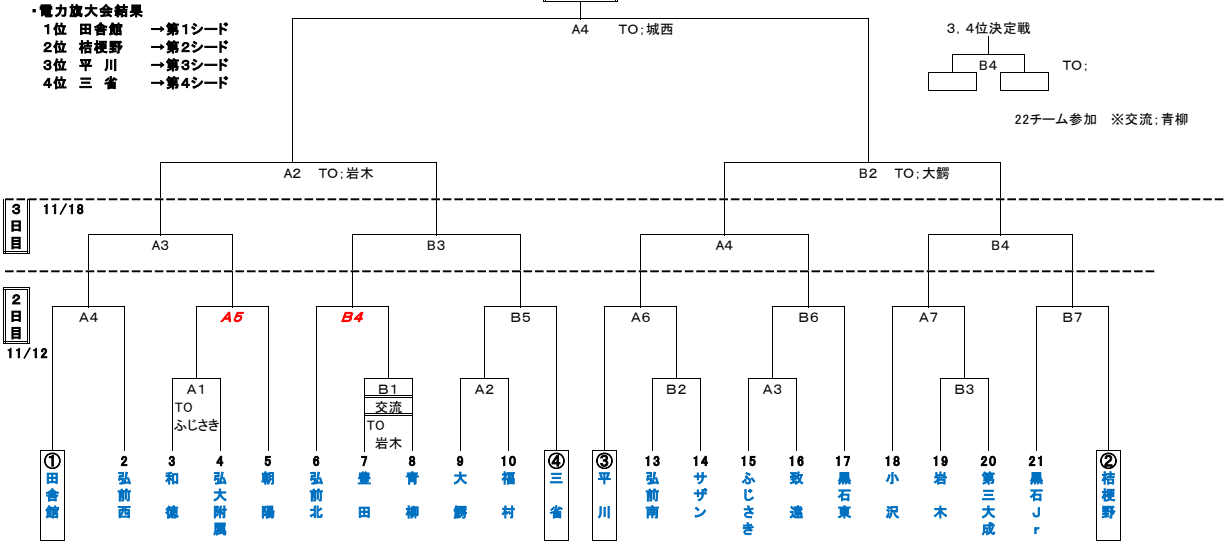 ・電力旗大会結果
1位 田舎館 →第1シード
2位 桔梗野 →第2シード
3位 平 川 →第3シード
4位 三 省 →第4シード
A4 TO;城西
3,4位決定戦
B4 TO;
22チーム参加 ※交流;青柳
A2 TO;岩木
B2 TO;大鰐
3日目
11/18
A3
B3
A4
B4
2日目
11/12
A4
A5
B4
B5
A6
B6
A7
B7
A1
TO
ふじさき
B1
交流
TO
岩木
A2
B2
A3
B3
① 田舎館
2 弘前西
3 和徳
4 弘大附属
5 朝陽
6 弘前北
7 豊田
8 青柳
9 大鰐
10 福村
④ 三省
③ 平川
13 弘前南
14 サザン
15 ふじさき
16 致遠
17 黒石東
18 小沢
19 岩木
20 第三大成
21 黒石Jr
② 桔梗野